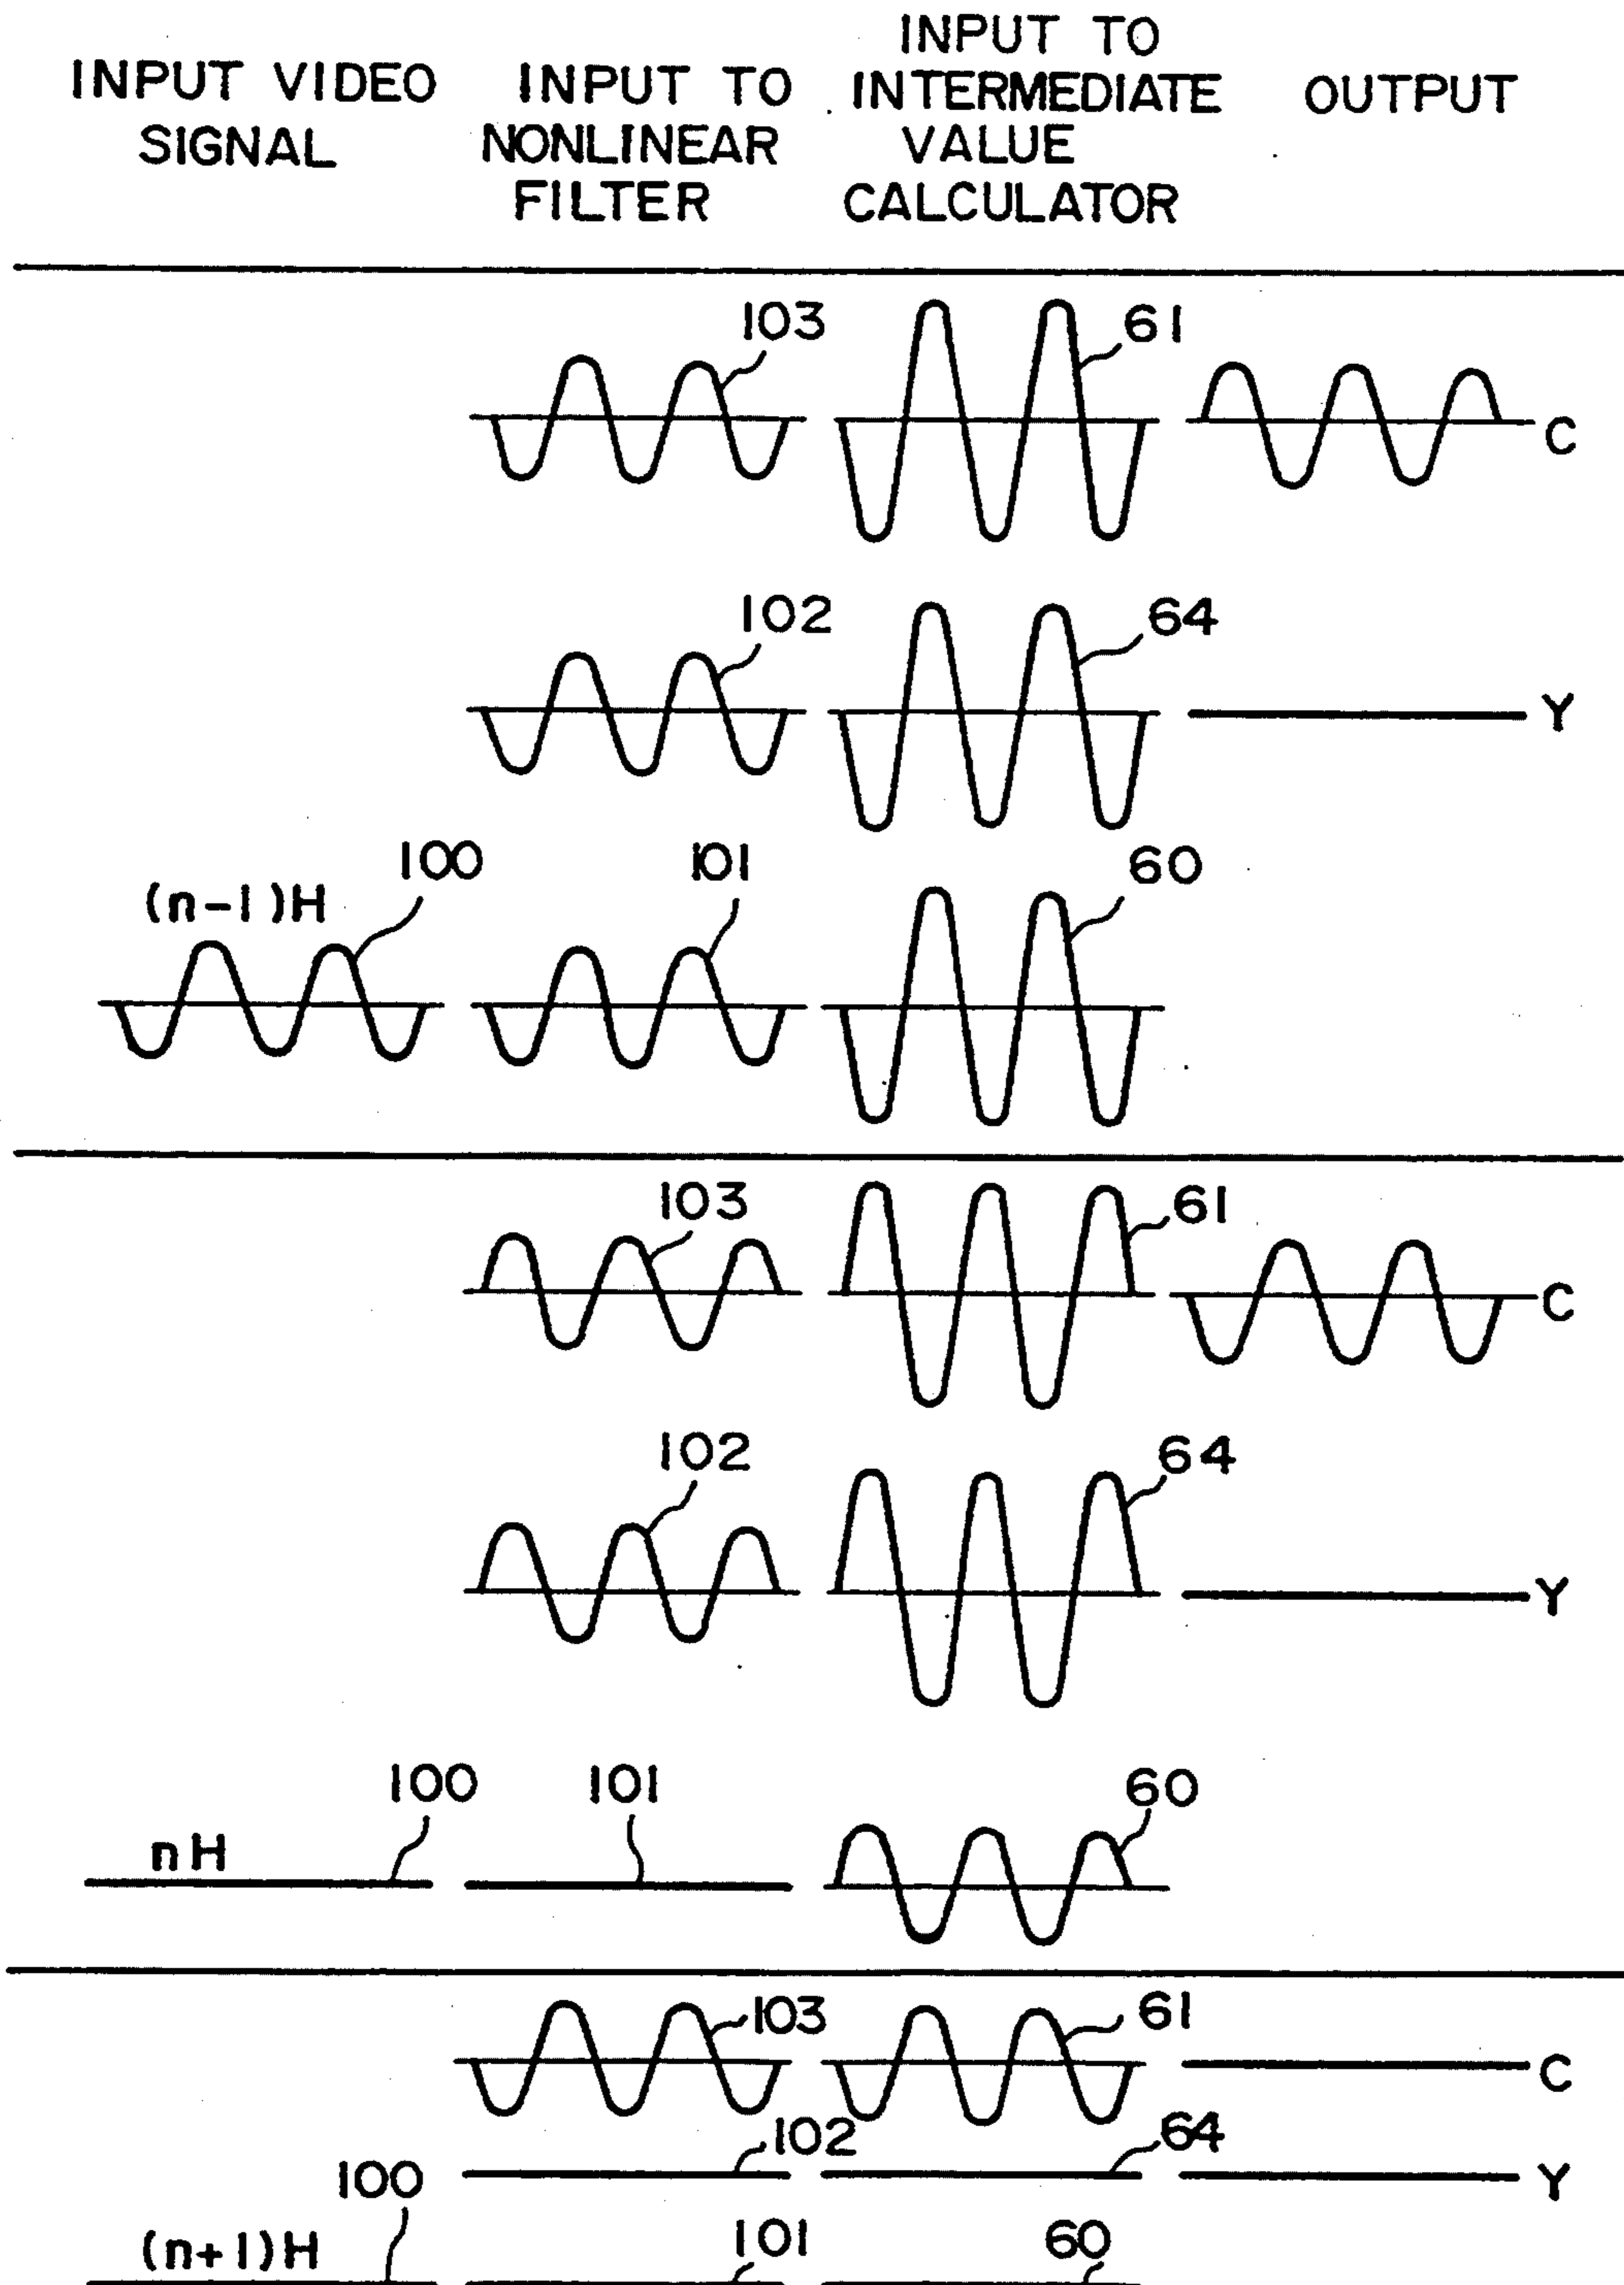 INPUT VIDEO
SIGNAL
INPUT TO
NONLINEAR
FILTER
INPUT TO
INTERMEDIATE
VALUE
CALCULATOR
OUTPUT
103
61
C
102
64
Y
(n-1)H
100
101
60
103
61
C
102
64
Y
nH
100
101
60
103
61
C
102
64
Y
(n+1)H
100
101
60